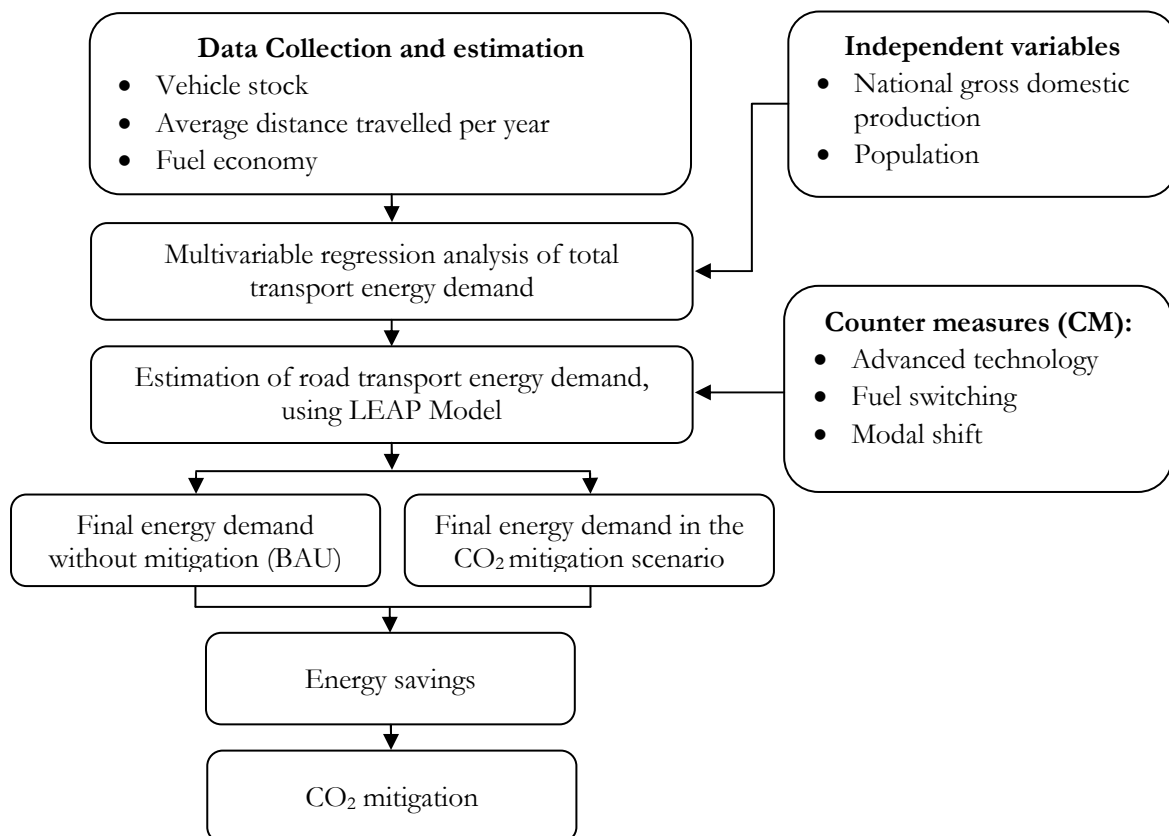 Data Collection and estimation
• Vehicle stock
• Average distance travelled per year
• Fuel economy
Independent variables
• National gross domestic
production
• Population
Multivariable regression analysis of total
transport energy demand
Counter measures (CM):
• Advanced technology
• Fuel switching
• Modal shift
Estimation of road transport energy demand,
using LEAP Model
Final energy demand
without mitigation (BAU)
Final energy demand in the
CO₂ mitigation scenario
Energy savings
CO₂ mitigation